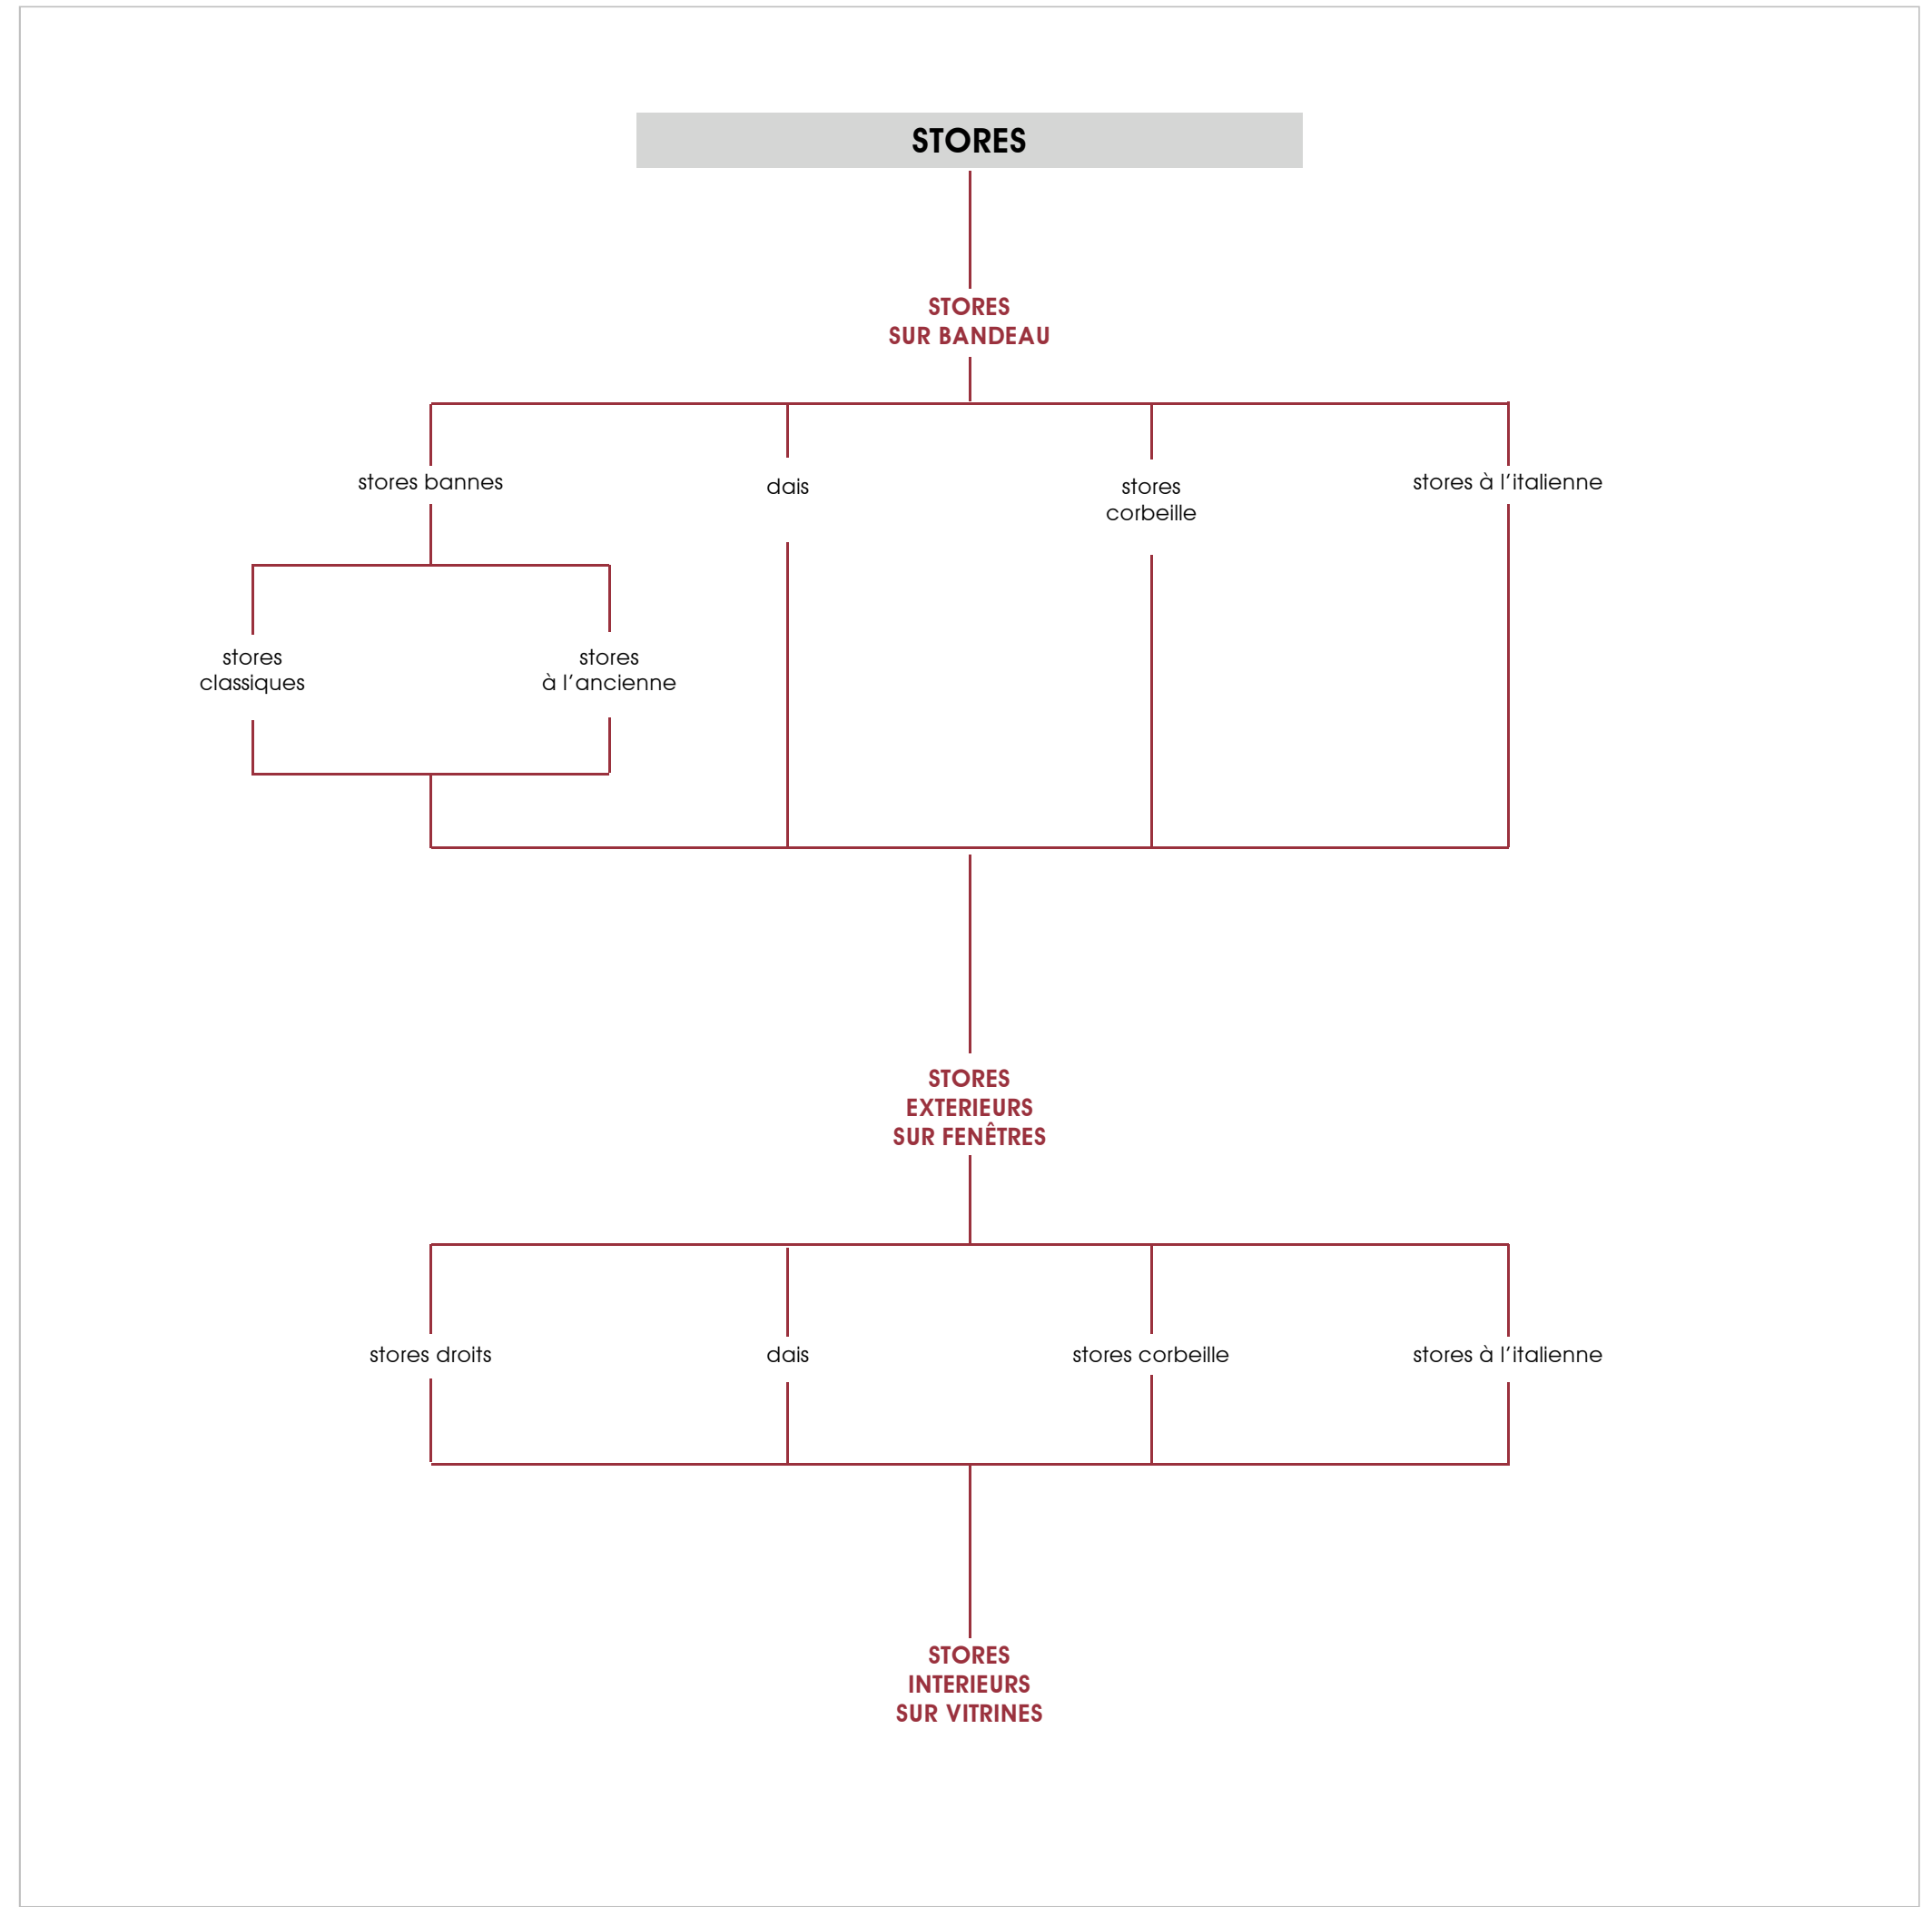 STORES
STORES
SUR BANDEAU
stores bannes
dais
stores
corbeille
stores à l’italienne
stores
classiques
stores
à l’ancienne
STORES
EXTERIEURS
SUR FENÊTRES
stores droits
dais
stores corbeille
stores à l’italienne
STORES
INTERIEURS
SUR VITRINES